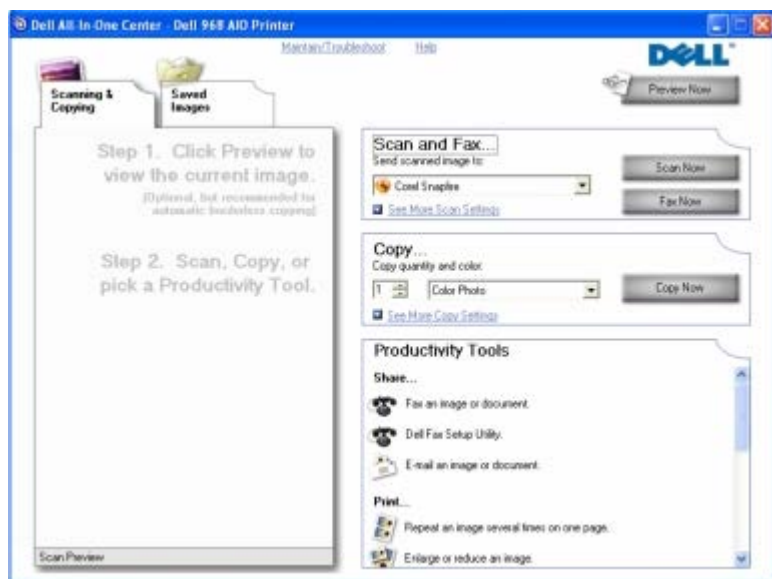 Dell All-In-One Center - Dell 968 AIO Printer
Maintain/Troubleshoot Help
DELL
Preview Now
Scanning & Copying
Saved Images
Step 1. Click Preview to
view the current image.
(Optional, but recommended for
automatic borderless copying)
Step 2. Scan, Copy, or
pick a Productivity Tool.
Scan Preview
Scan and Fax...
Send scanned image to:
Corel Snapfire
See More Scan Settings
Scan Now
Fax Now
Copy...
Copy quantity and color:
1 Color Photo
See More Copy Settings
Copy Now
Productivity Tools
Share...
Fax an image or document.
Dell Fax Setup Utility.
E-mail an image or document.
Print...
Repeat an image several times on one page.
Enlarge or reduce an image.